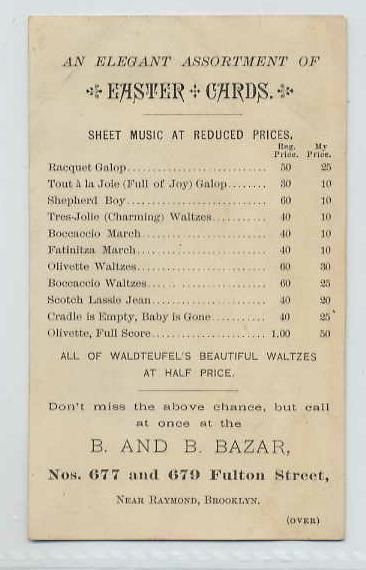 AN ELEGANT ASSORTMENT OF
EASTER CARDS.
SHEET MUSIC AT REDUCED PRICES.
Reg. Price. My Price.
Racquet Galop........................ 50 25
Tout à la Joie (Full of Joy) Galop........ 30 10
Shepherd Boy........................ 60 10
Tres-Jolie (Charming) Waltzes.......... 40 10
Boccaccio March...................... 40 10
Fatinitza March....................... 40 10
Olivette Waltzes....................... 60 30
Boccaccio Waltzes..................... 60 25
Scotch Lassie Jean..................... 40 20
Cradle is Empty, Baby is Gone.......... 40 25
Olivette, Full Score..................... 1.00 50
ALL OF WALDTEUFEL'S BEAUTIFUL WALTZES
AT HALF PRICE.
Don't miss the above chance, but call
at once at the
B. AND B. BAZAR,
Nos. 677 and 679 Fulton Street,
NEAR RAYMOND, BROOKLYN.
(OVER)